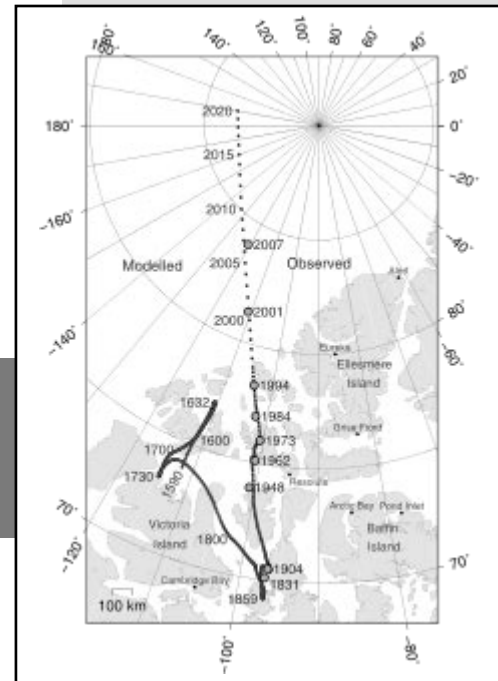 180° 160° 140° 120° 100° 80° 60° 40°
20°
0°
-20°
-40°
-60°
80°
180°
-160°
-140°
-120°
70°
-100°
-80°
-70°
2020
2015
2010
2007
Modelled
2005
Observed
2001
2000
Alert
Eureka
Ellesmere
Island
1994
1632
1984
1600
1973
Grise Fiord
1700
1962
1730
1590
Resolute
1948
Arctic Bay
Pond Inlet
Victoria
Island
1800
Baffin
Island
1904
Cambridge Bay
1831
1859
100 km